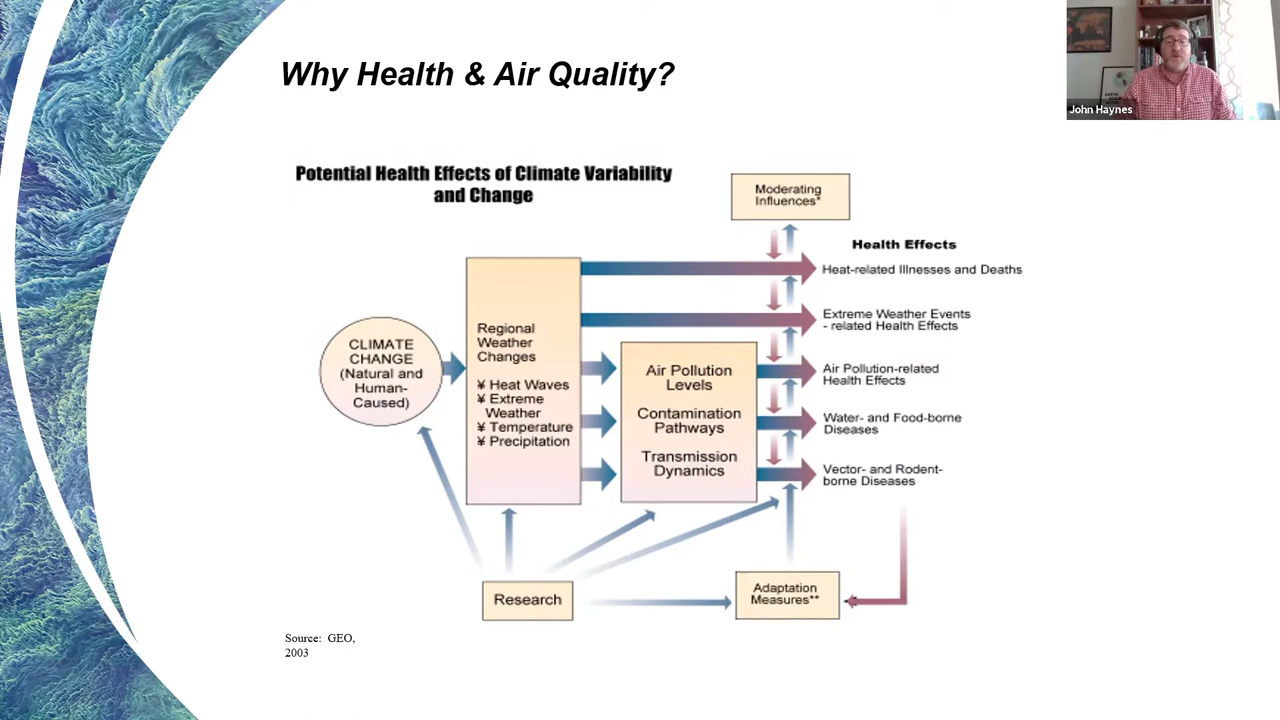 Why Health & Air Quality?
John Haynes
Potential Health Effects of Climate Variability
and Change
Moderating
Influences*
Health Effects
Heat-related Illnesses and Deaths
Extreme Weather Events
- related Health Effects
Air Pollution-related
Health Effects
Water- and Food-borne
Diseases
Vector- and Rodent-
borne Diseases
CLIMATE
CHANGE
(Natural and
Human-
Caused)
Regional
Weather
Changes
¥ Heat Waves
¥ Extreme
Weather
¥ Temperature
¥ Precipitation
Air Pollution
Levels
Contamination
Pathways
Transmission
Dynamics
Research
Adaptation
Measures**
Source: GEO,
2003